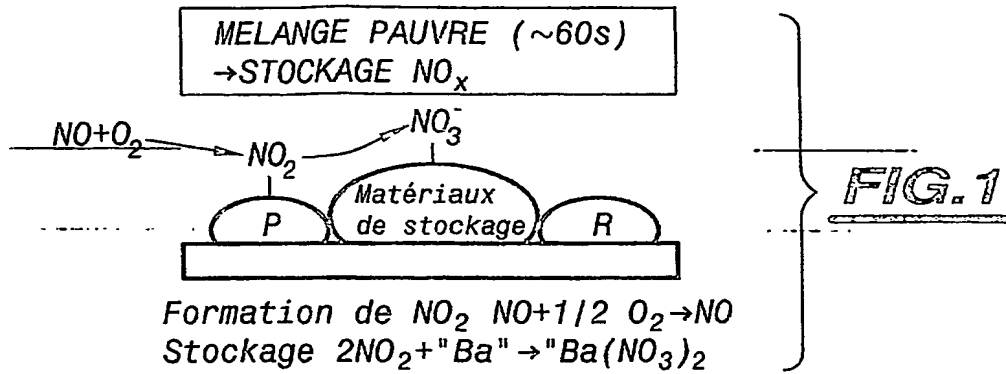 MELANGE PAUVRE (~60s)
→STOCKAGE NOx
NO+O2
NO2
NO3-
P
Matériaux
de stockage
R
FIG.1
Formation de NO2 NO+1/2 O2→NO
Stockage 2NO2+"Ba"→"Ba(NO3)2